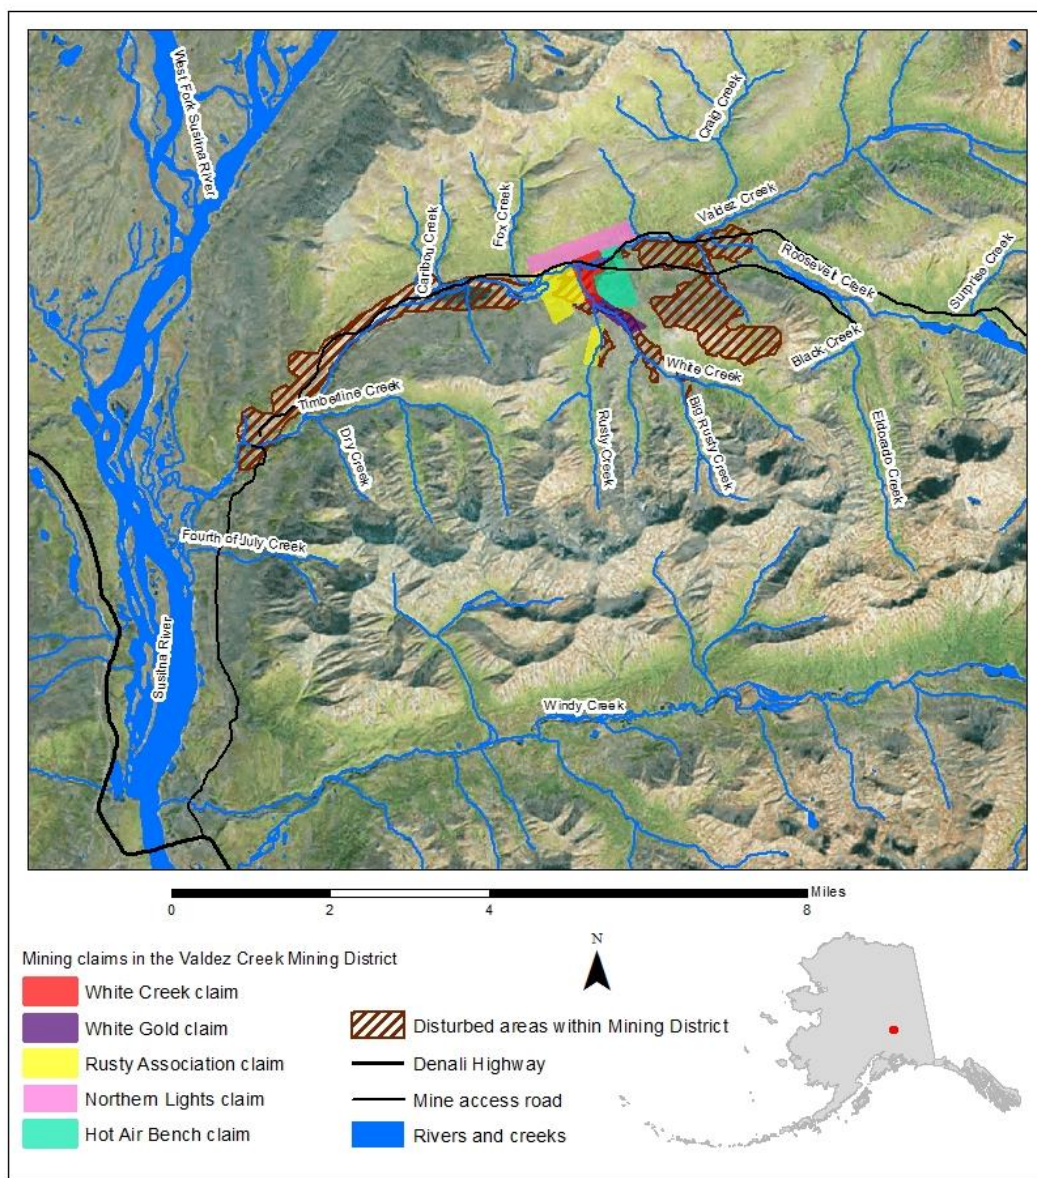 West Fork Susitna River
Craig Creek
Valdez Creek
Fox Creek
Caribou Creek
Roosevelt Creek
Surprise Creek
Black Creek
White Creek
Timberline Creek
Dry Creek
Rusty Creek
Big Rusty Creek
Eldorado Creek
Fourth of July Creek
Susitna River
Windy Creek
Miles
0 2 4 8
Mining claims in the Valdez Creek Mining District
White Creek claim
White Gold claim
Rusty Association claim
Northern Lights claim
Hot Air Bench claim
N
Disturbed areas within Mining District
Denali Highway
Mine access road
Rivers and creeks